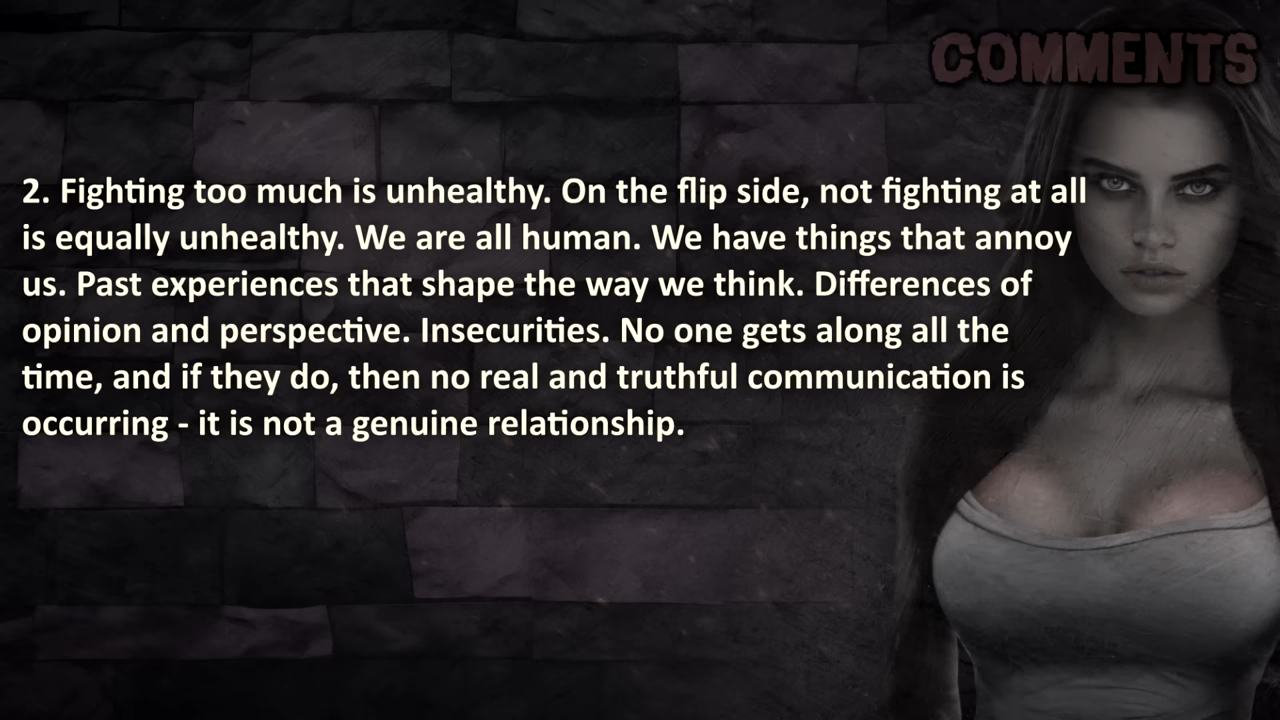 COMMENTS
2. Fighting too much is unhealthy. On the flip side, not fighting at all
is equally unhealthy. We are all human. We have things that annoy
us. Past experiences that shape the way we think. Differences of
opinion and perspective. Insecurities. No one gets along all the
time, and if they do, then no real and truthful communication is
occurring - it is not a genuine relationship.